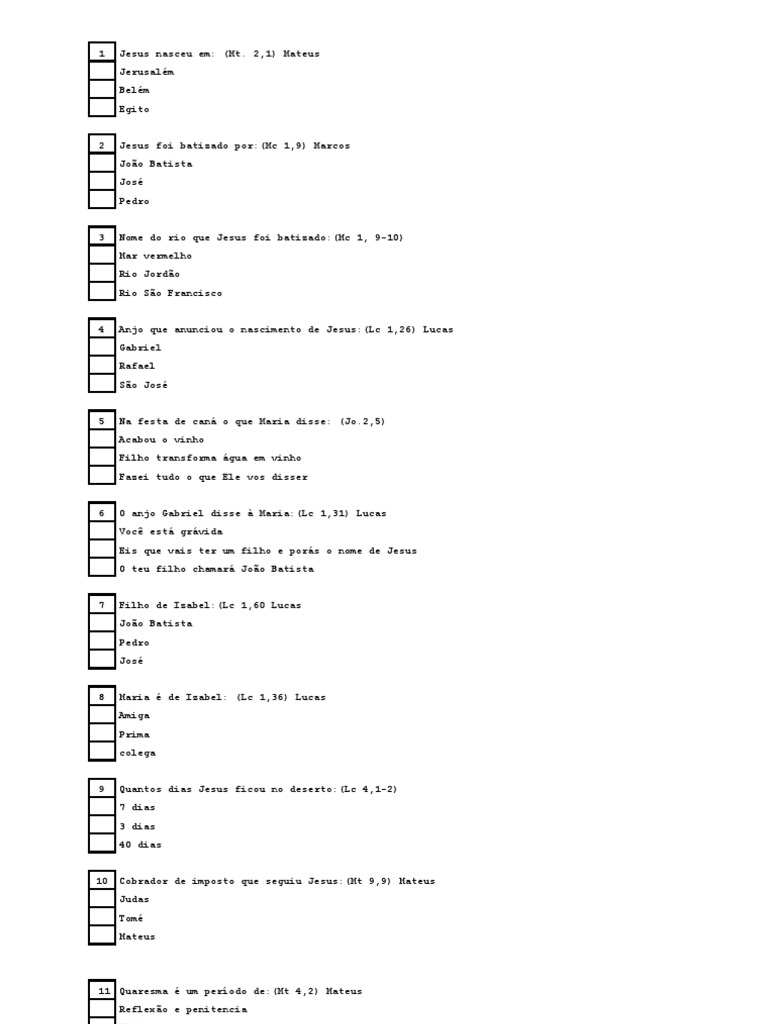 1 Jesus nasceu em: (Mt. 2,1) Mateus
Jerusalém
Belém
Egito
2 Jesus foi batizado por:(Mc 1,9) Marcos
João Batista
José
Pedro
3 Nome do rio que Jesus foi batizado:(Mc 1, 9-10)
Mar vermelho
Rio Jordão
Rio São Francisco
4 Anjo que anunciou o nascimento de Jesus:(Lc 1,26) Lucas
Gabriel
Rafael
São José
5 Na festa de caná o que Maria disse: (Jo.2,5)
Acabou o vinho
Filho transforma água em vinho
Fazei tudo o que Ele vos disser
6 O anjo Gabriel disse à Maria:(Lc 1,31) Lucas
Você está grávida
Eis que vais ter um filho e porás o nome de Jesus
O teu filho chamará João Batista
7 Filho de Izabel:(Lc 1,60 Lucas
João Batista
Pedro
José
8 Maria é de Izabel: (Lc 1,36) Lucas
Amiga
Prima
colega
9 Quantos dias Jesus ficou no deserto:(Lc 4,1-2)
7 dias
3 dias
40 dias
10 Cobrador de imposto que seguiu Jesus:(Mt 9,9) Mateus
Judas
Tomé
Mateus
11 Quaresma é um período de:(Mt 4,2) Mateus
Reflexão e penitencia